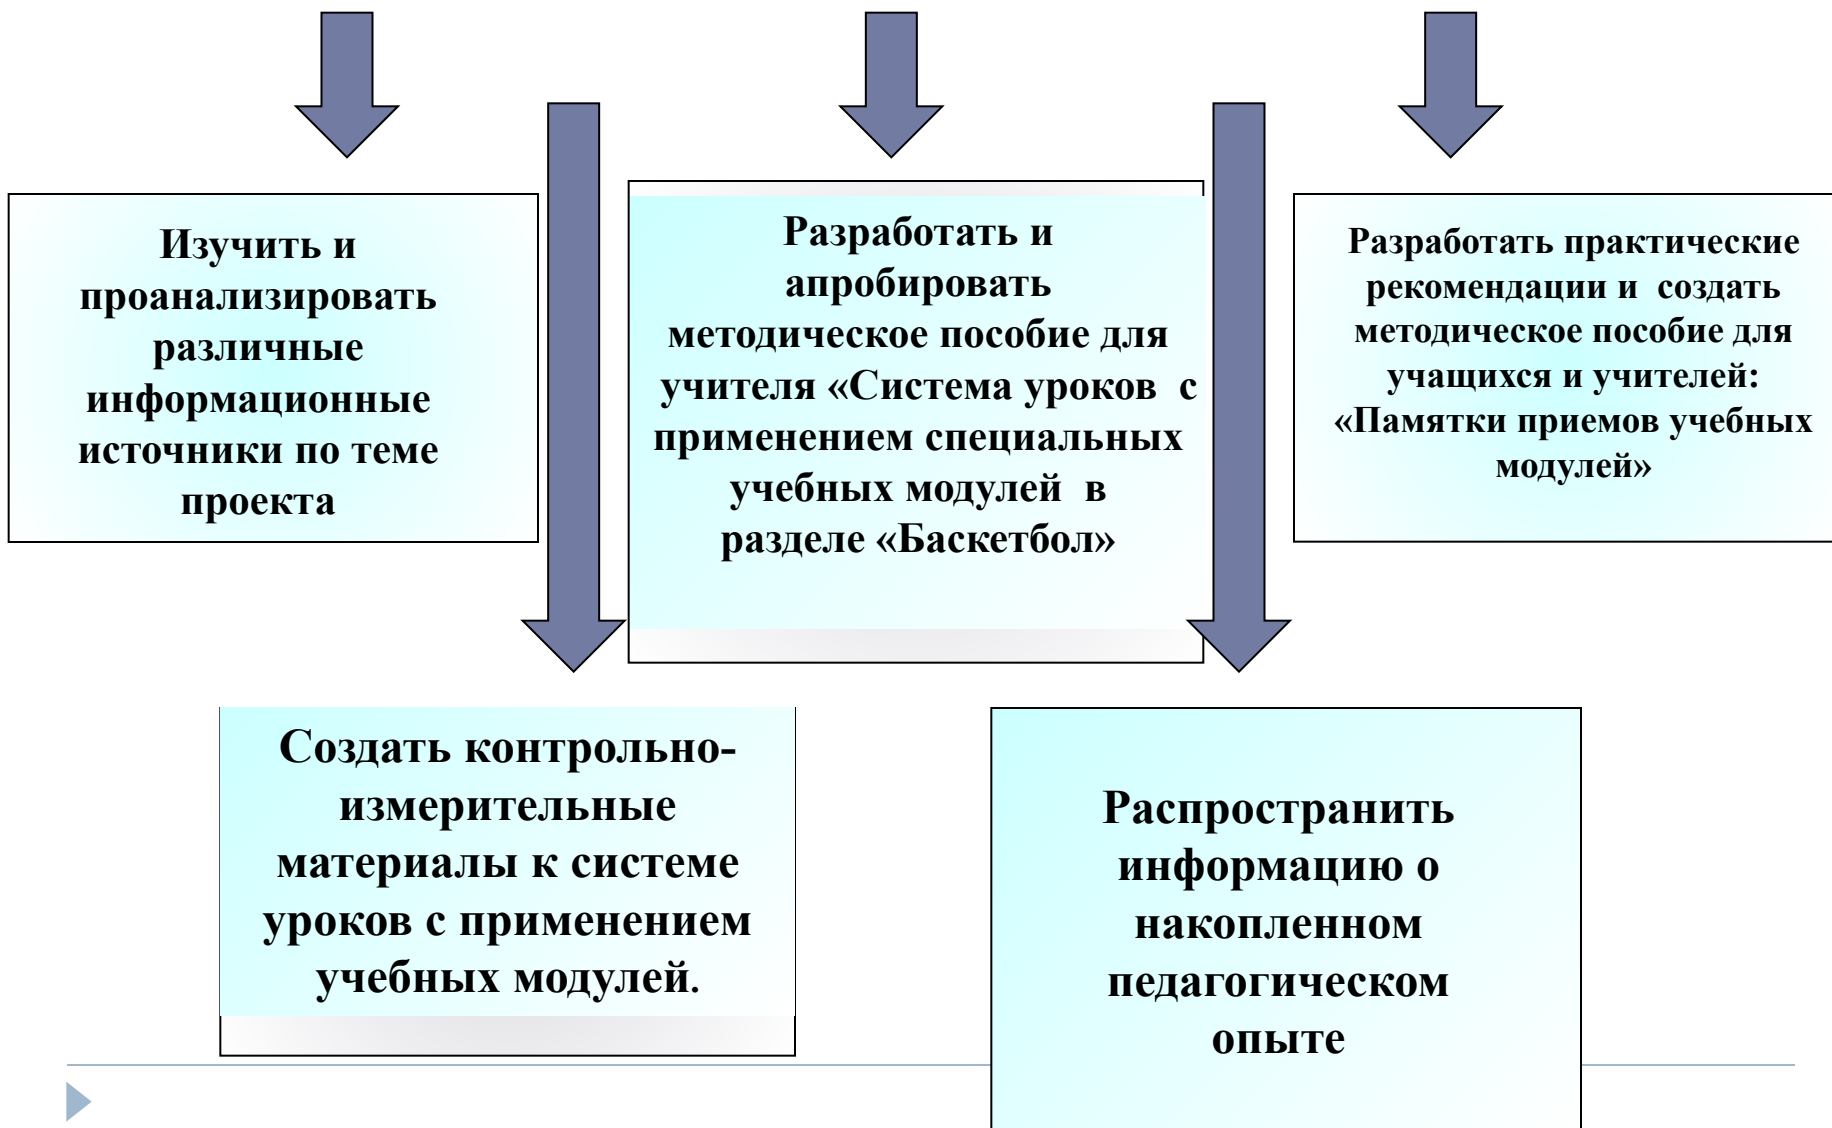 Изучить и
проанализировать
различные
информационные
источники по теме
проекта
Разработать и
апробировать
методическое пособие для
учителя «Система уроков с
применением специальных
учебных модулей в
разделе «Баскетбол»
Разработать практические
рекомендации и создать
методическое пособие для
учащихся и учителей:
«Памятки приемов учебных
модулей»
Создать контрольно-
измерительные
материалы к системе
уроков с применением
учебных модулей.
Распространить
информацию о
накопленном
педагогическом
опыте